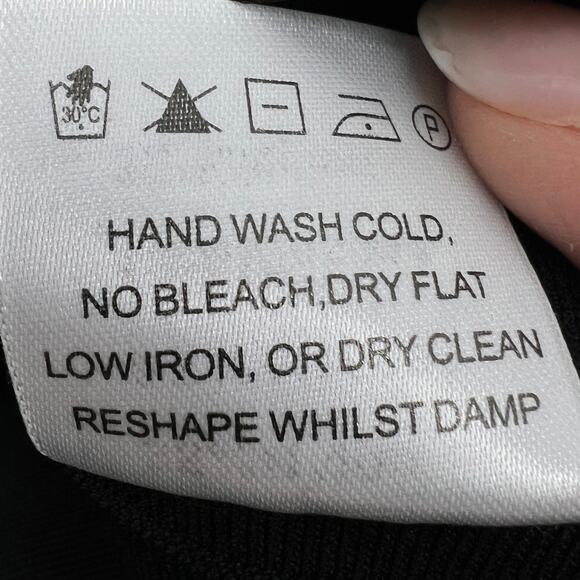 30°C P
HAND WASH COLD,
NO BLEACH,DRY FLAT
LOW IRON, OR DRY CLEAN
RESHAPE WHILST DAMP